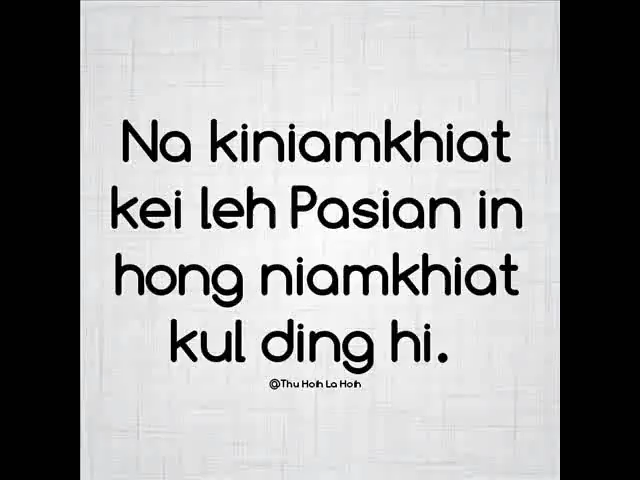 Na kiniamkhiat
kei leh Pasian in
hong niamkhiat
kul ding hi.
@Thu Hoih La Hoih